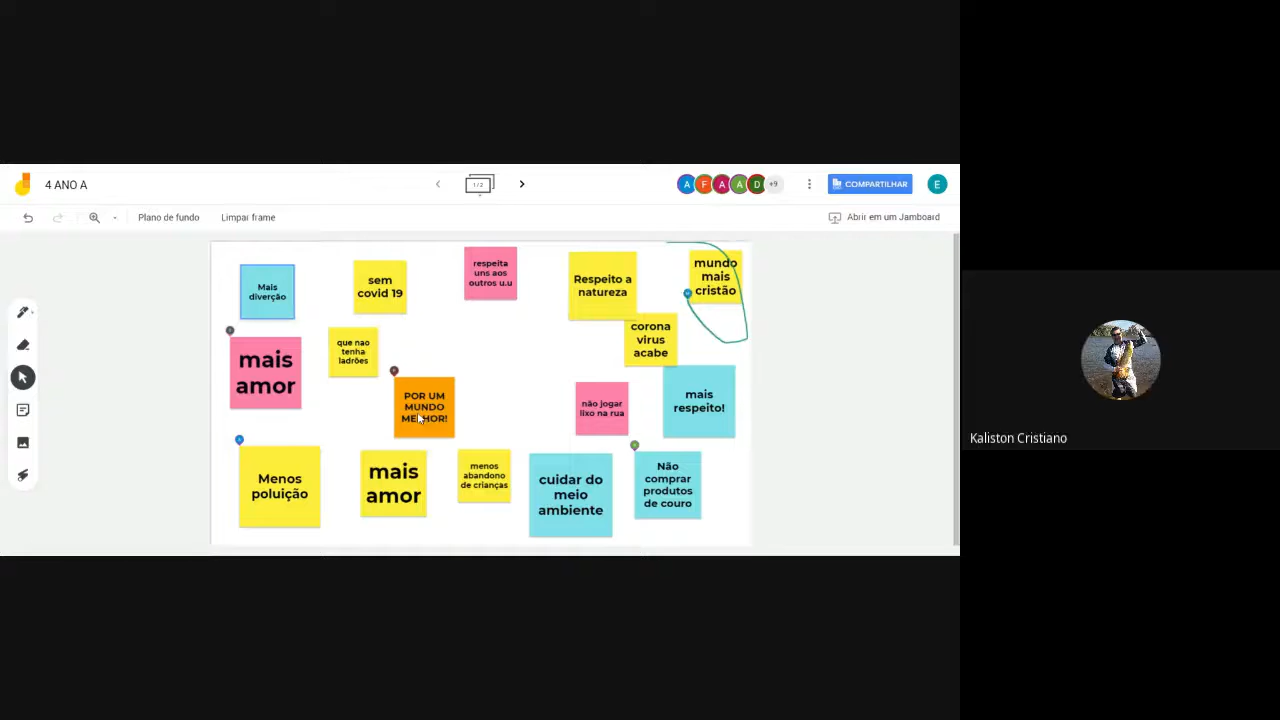 4 ANO A
1/2
A
F
A
A
D
+9
COMPARTILHAR
E
Plano de fundo
Limpar frame
Abrir em um Jamboard
Mais
diverção
sem
covid 19
respeita
uns aos
outros u.u
Respeito a
natureza
mundo
mais
cristão
mais
amor
que nao
tenha
ladrões
POR UM
MUNDO
MELHOR!
corona
virus
acabe
não jogar
lixo na rua
mais
respeito!
Menos
poluição
mais
amor
menos
abandono
de crianças
cuidar do
meio
ambiente
Não
comprar
produtos
de couro
Kaliston Cristiano